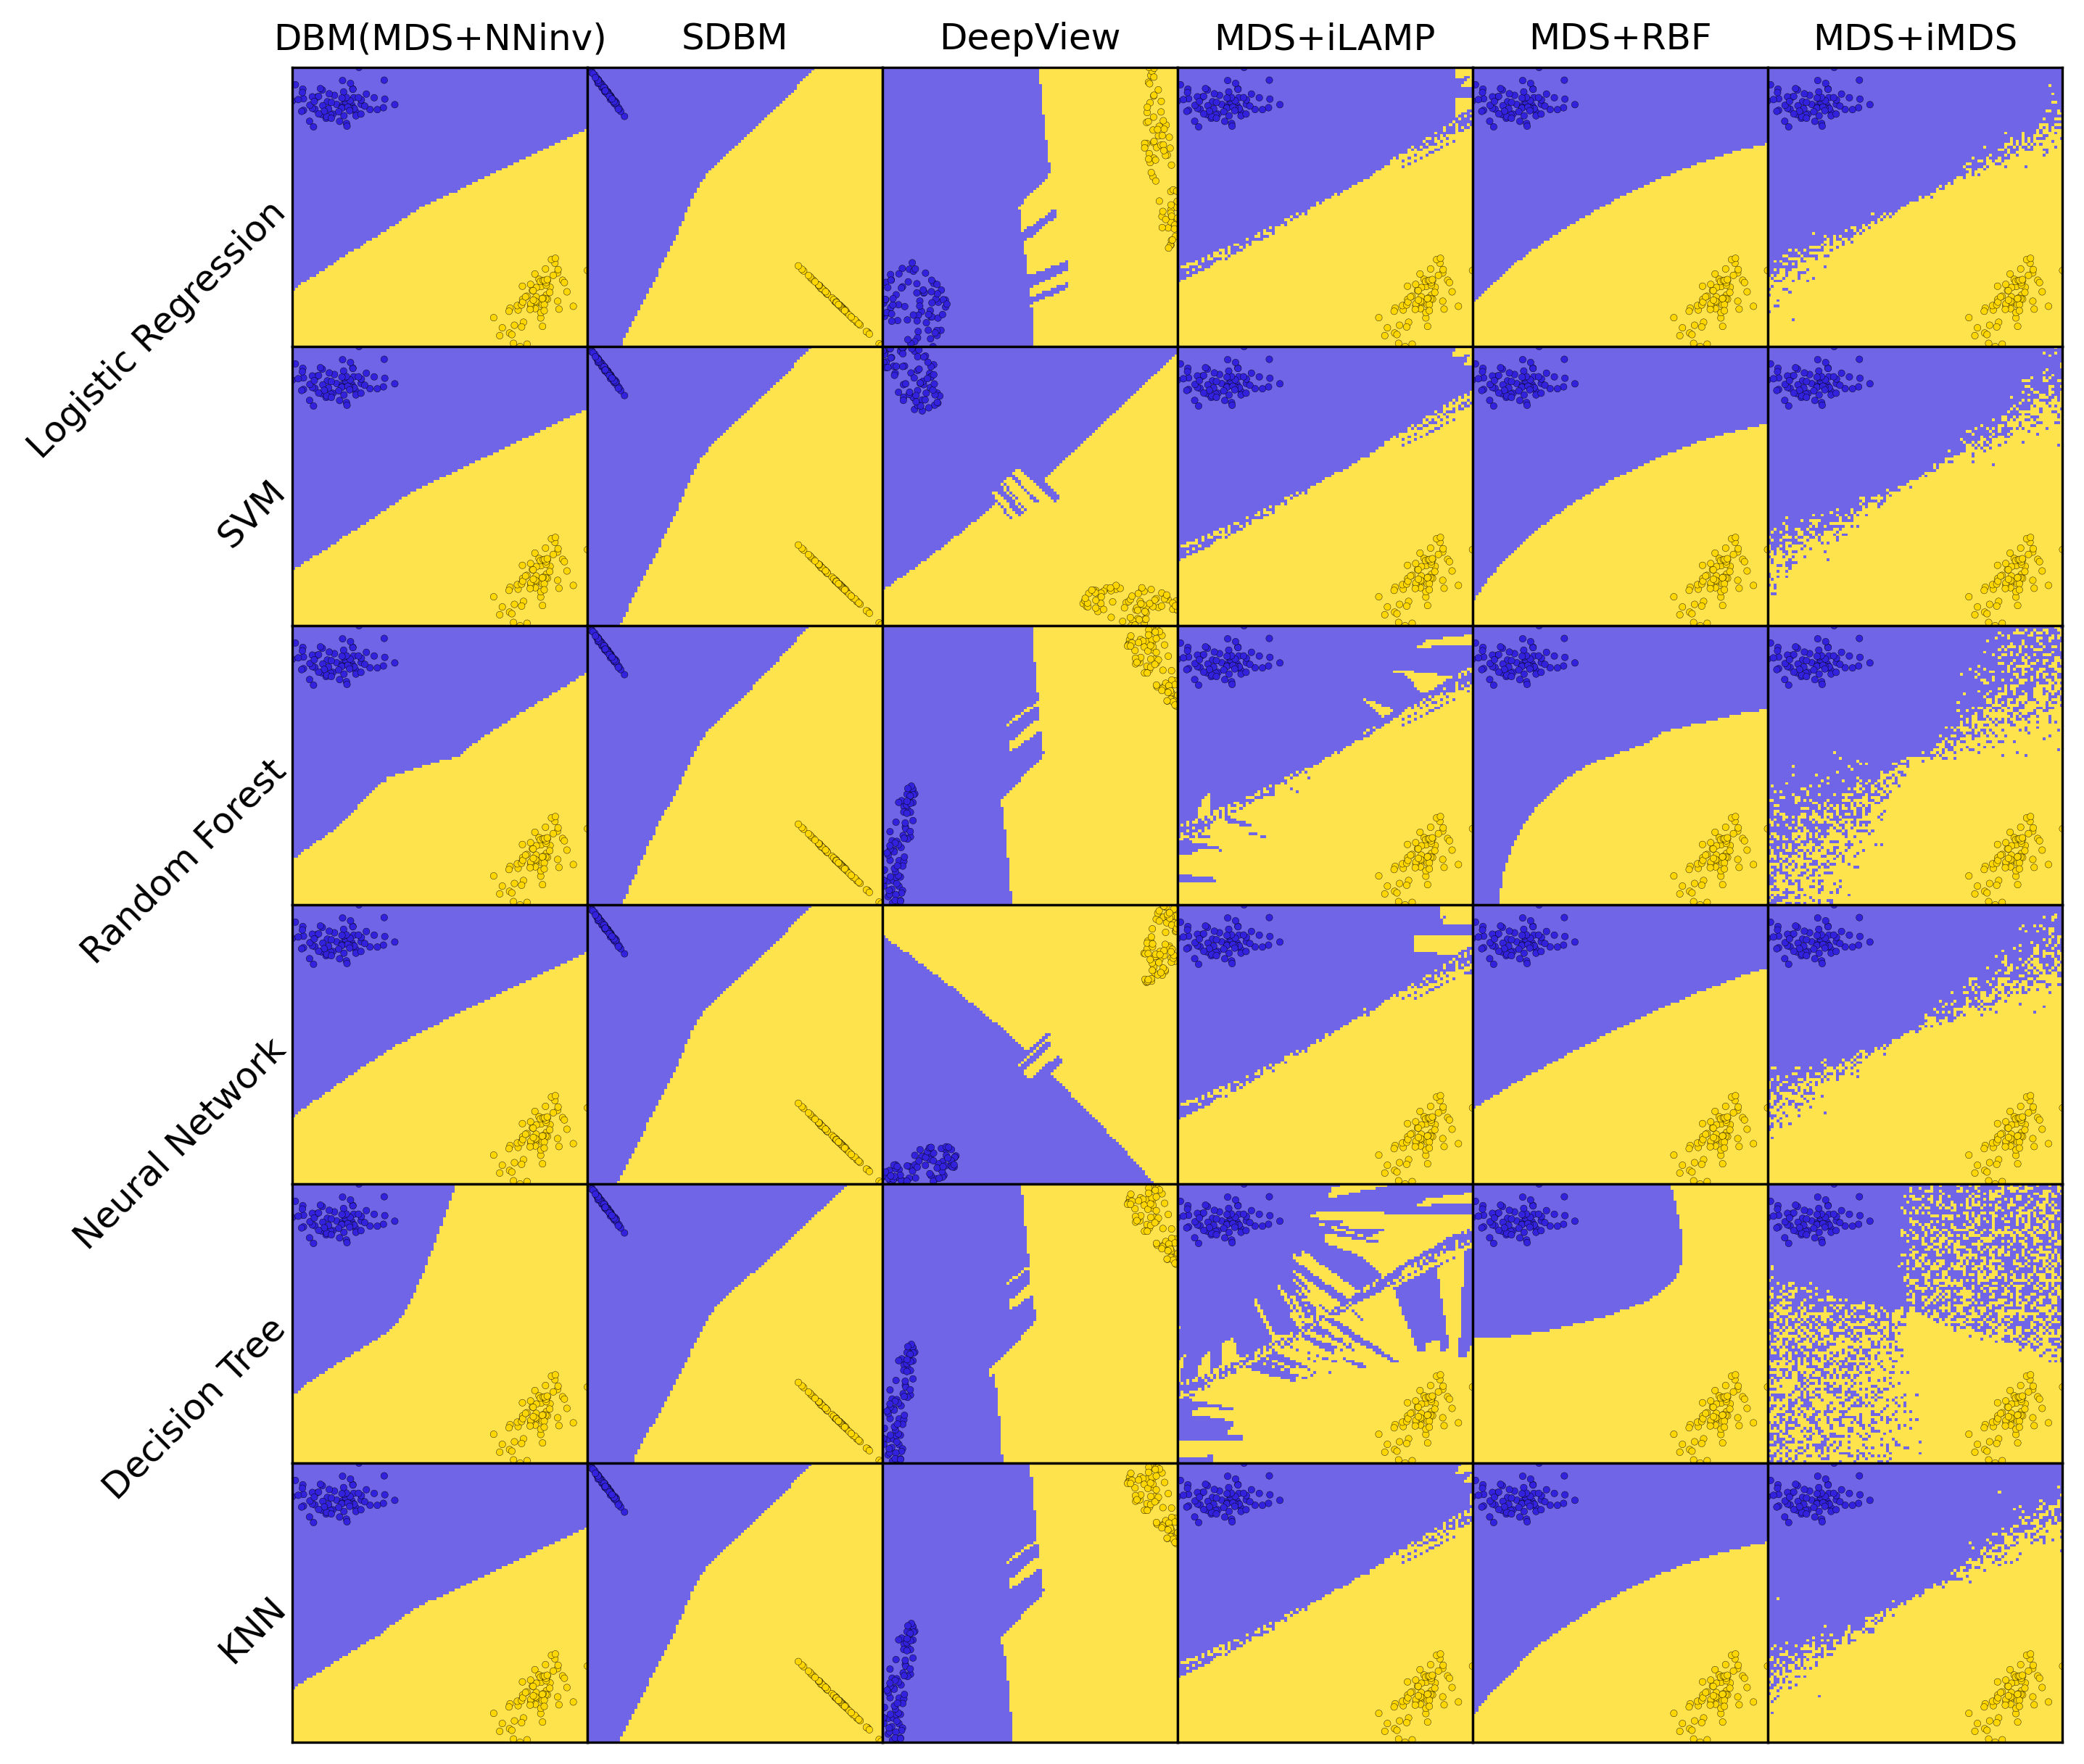 DBM(MDS+NNinv) SDBM DeepView MDS+iLAMP MDS+RBF MDS+iMDS
Logistic Regression
SVM
Random Forest
Neural Network
Decision Tree
KNN